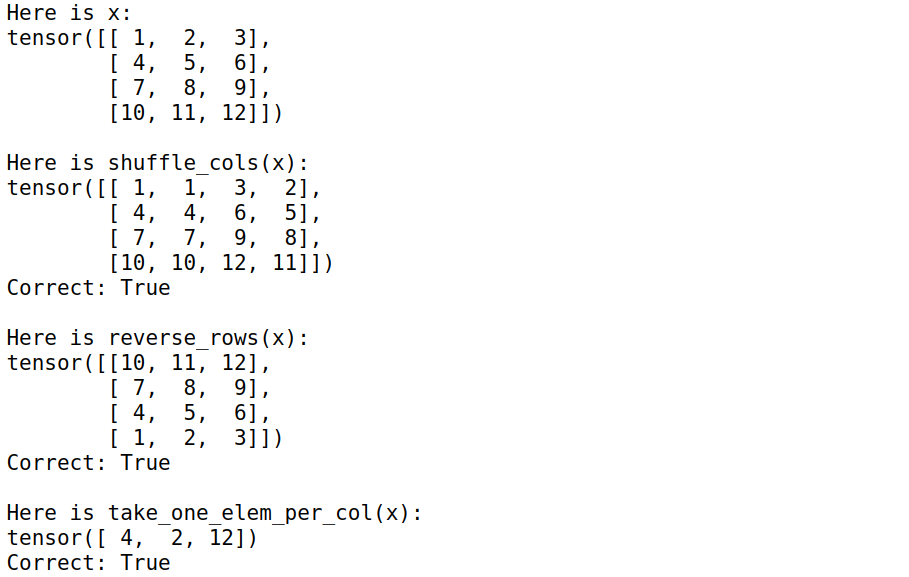 Here is x:
tensor([[ 1,  2,  3],
        [ 4,  5,  6],
        [ 7,  8,  9],
        [10, 11, 12]])

Here is shuffle_cols(x):
tensor([[ 1,  1,  3,  2],
        [ 4,  4,  6,  5],
        [ 7,  7,  9,  8],
        [10, 10, 12, 11]])
Correct: True

Here is reverse_rows(x):
tensor([[10, 11, 12],
        [ 7,  8,  9],
        [ 4,  5,  6],
        [ 1,  2,  3]])
Correct: True

Here is take_one_elem_per_col(x):
tensor([ 4,  2, 12])
Correct: True